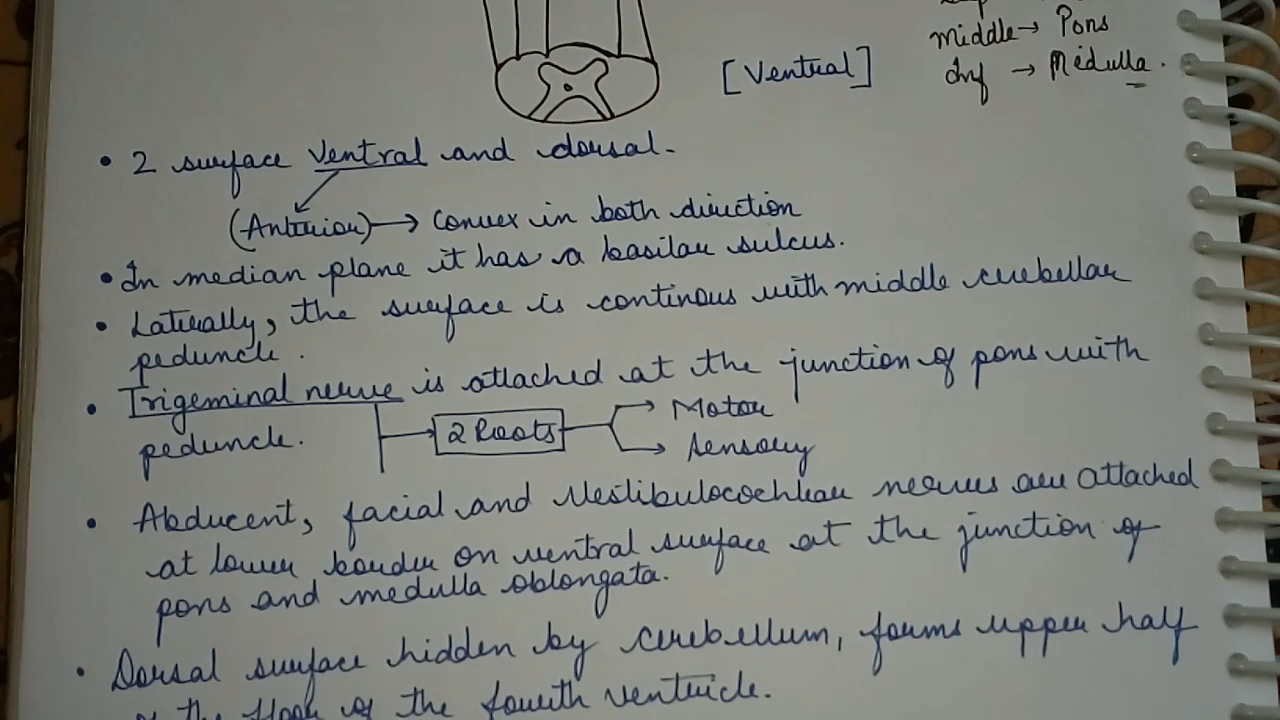 middle → Pons
[Ventral]
Inf → Medulla.
• 2 surface Ventral and dorsal.
(Anterior) → Convex in both direction
• In median plane it has a basilar sulcus.
• Laterally, the surface is continous with middle cerebellar
peduncle.
• Trigeminal nerve is attached at the junction of pons with
peduncle.
2 Roots
Motor
Sensory
• Abducent, facial and Vestibulocochlear nerves are attached
at lower border on ventral surface at the junction of
pons and medulla oblongata.
• Dorsal surface hidden by cerebellum, forms upper half
of the floor of the fourth ventricle.